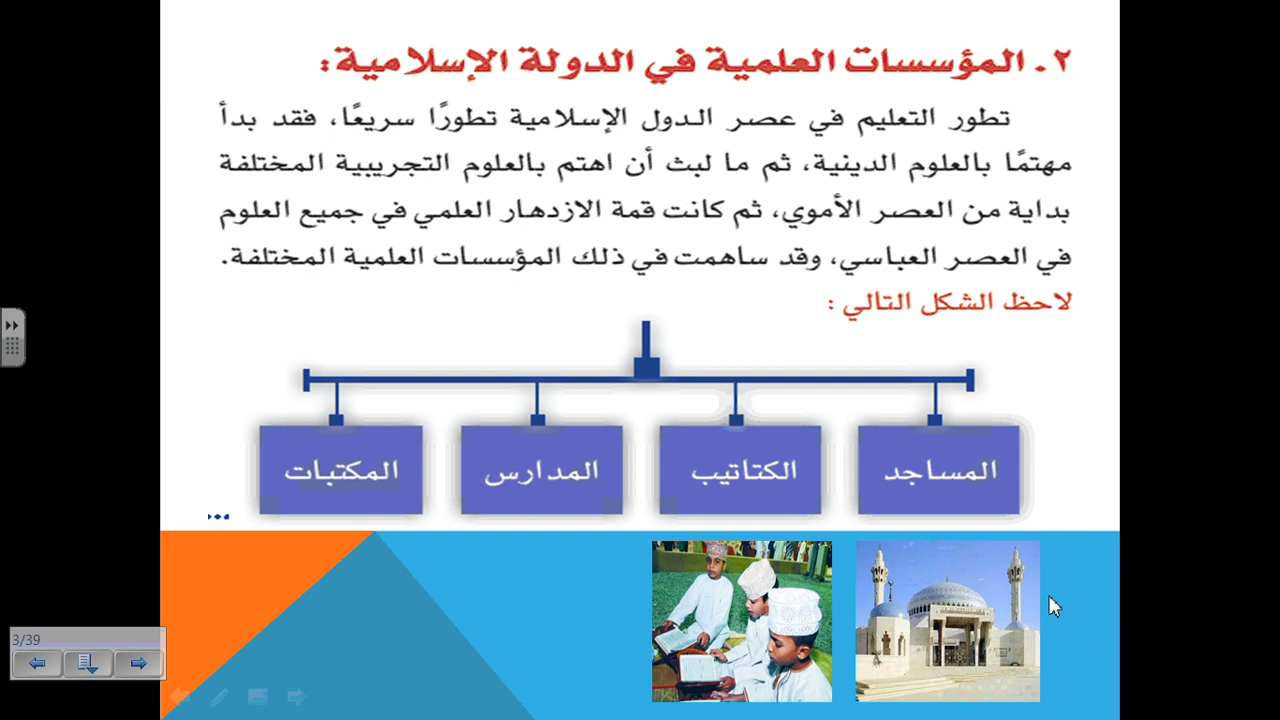 ٢. المؤسسات العلمية في الدولة الإسلامية:
تطور التعليم في عصر الدول الإسلامية تطورًا سريعًا، فقد بدأ
مهتمًا بالعلوم الدينية، ثم ما لبث أن اهتم بالعلوم التجريبية المختلفة
بداية من العصر الأموي، ثم كانت قمة الازدهار العلمي في جميع العلوم
في العصر العباسي، وقد ساهمت في ذلك المؤسسات العلمية المختلفة.
لاحظ الشكل التالي :
المساجد
الكتاتيب
المدارس
المكتبات
3/39